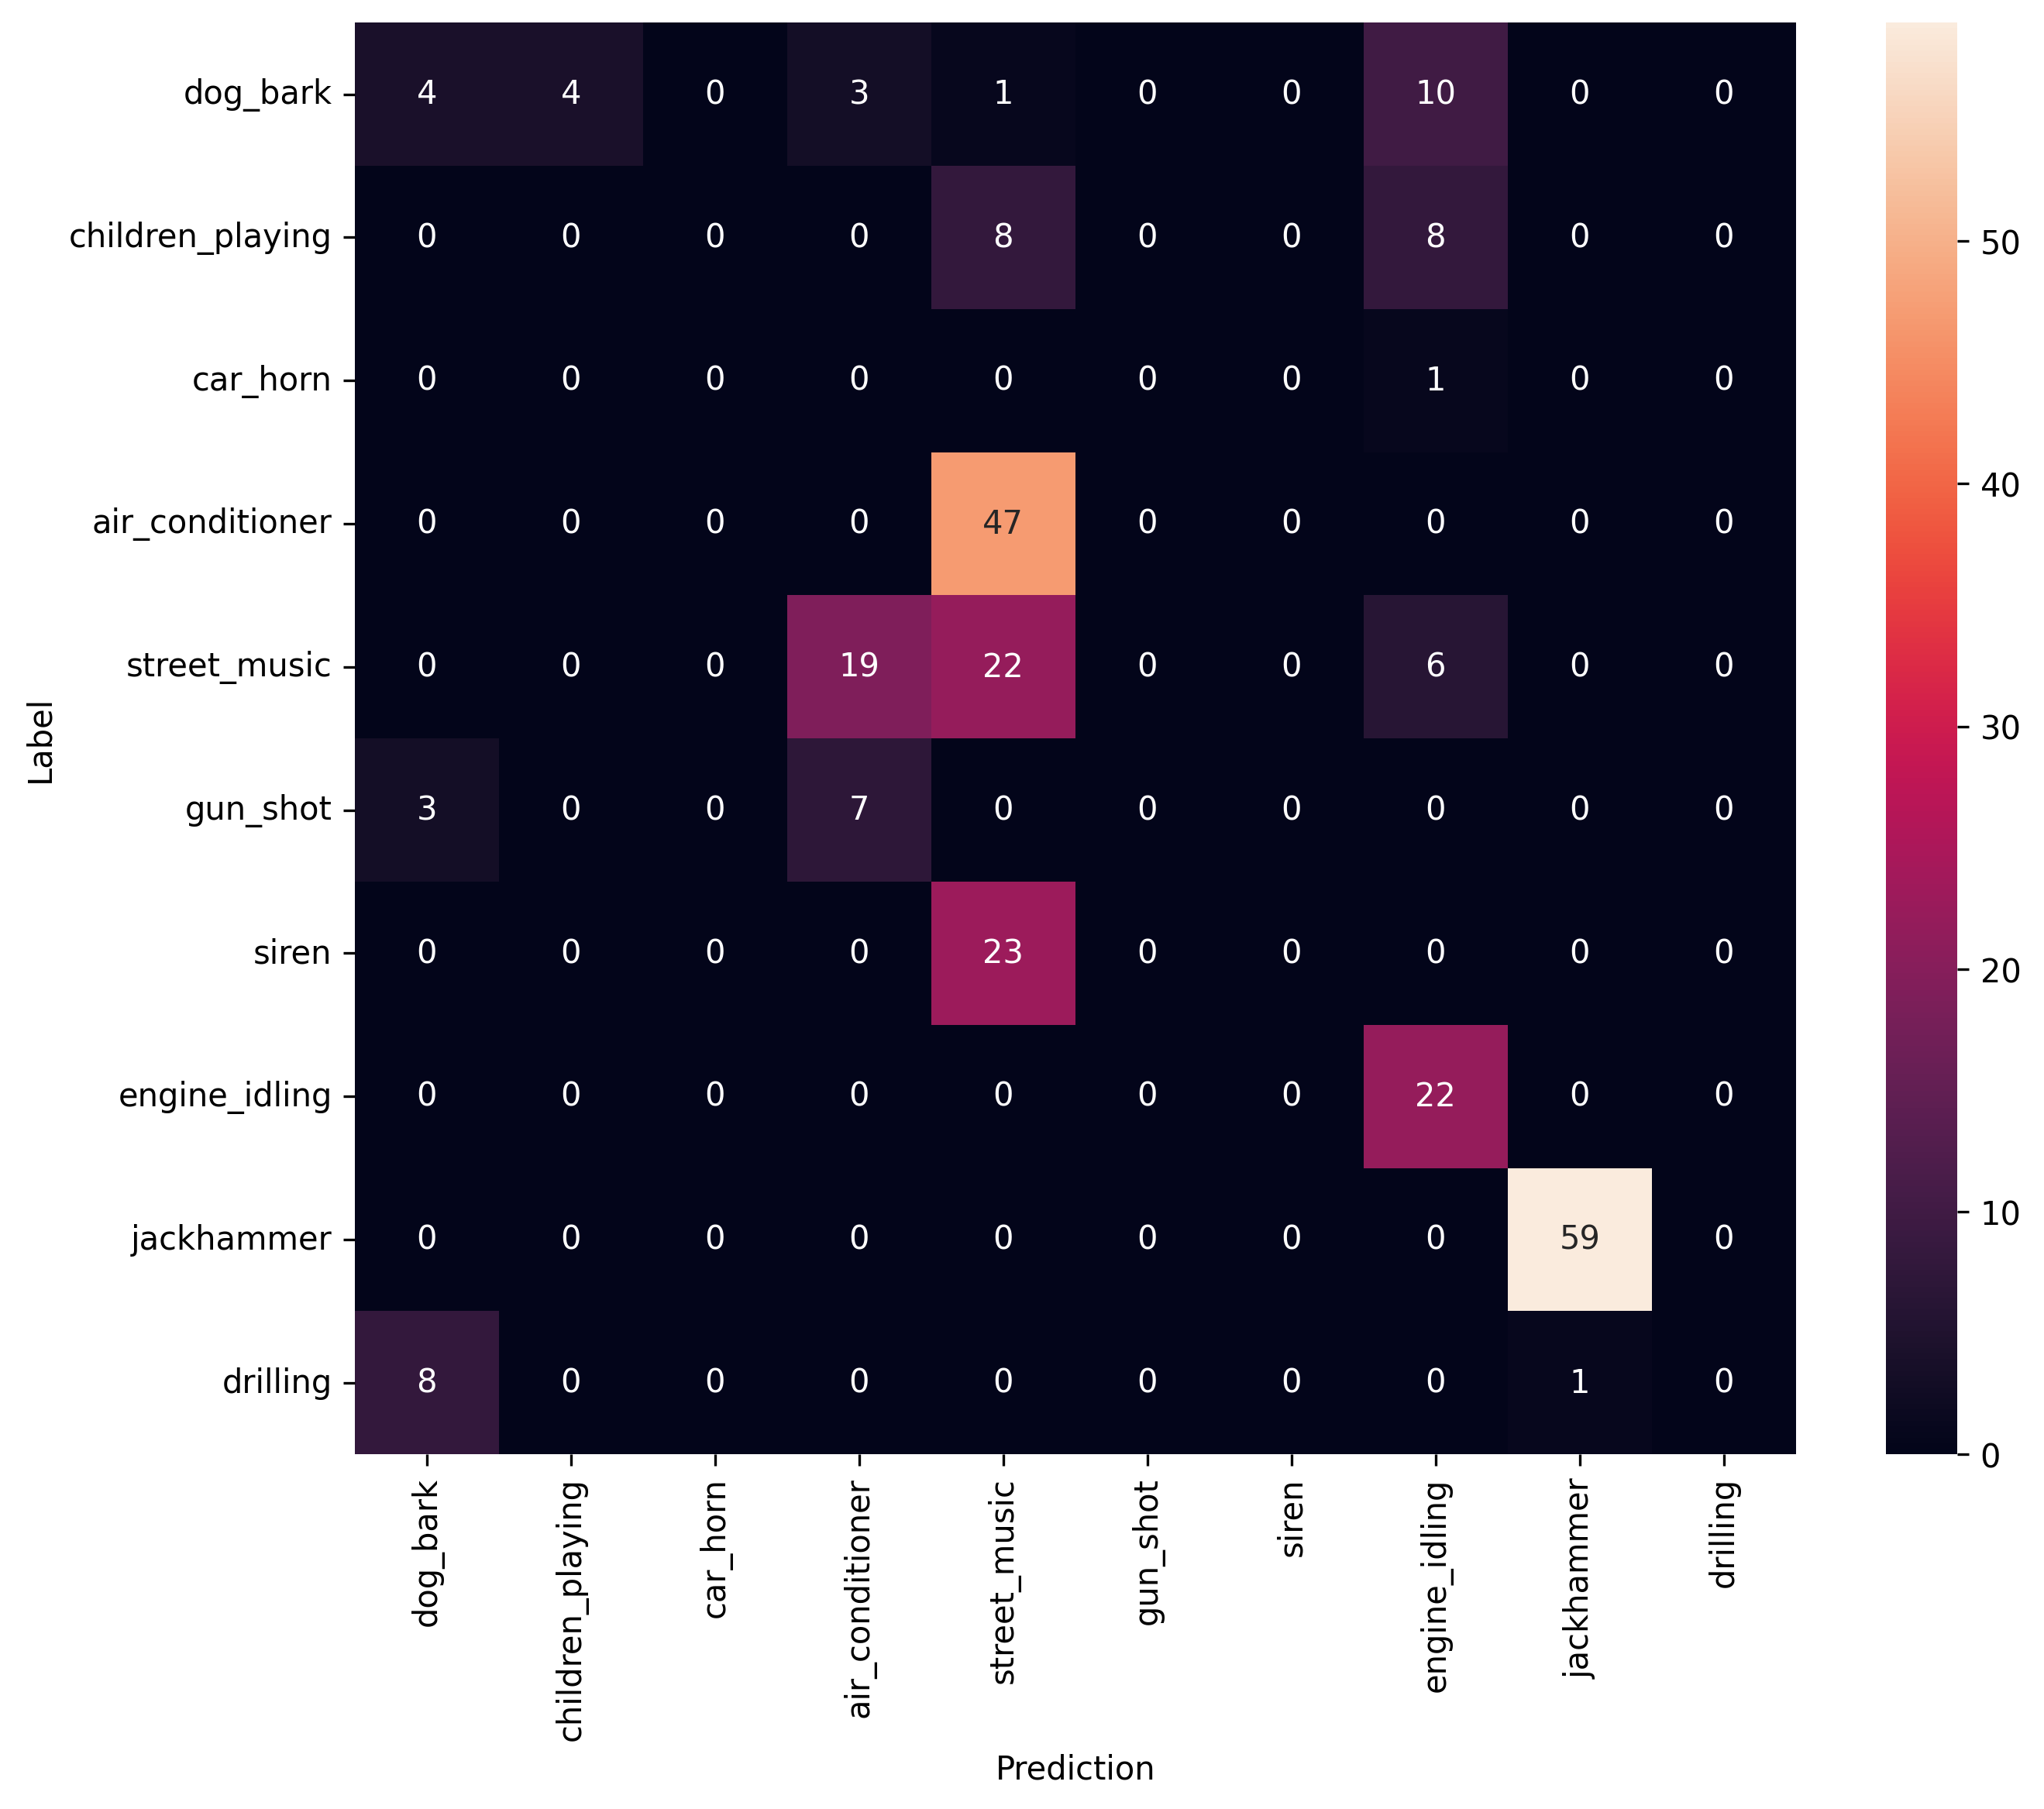 dog_bark 4 4 0 3 1 0 0 10 0 0
children_playing 0 0 0 0 8 0 0 8 0 0
car_horn 0 0 0 0 0 0 0 1 0 0
air_conditioner 0 0 0 0 47 0 0 0 0 0
street_music 0 0 0 19 22 0 0 6 0 0
gun_shot 3 0 0 7 0 0 0 0 0 0
siren 0 0 0 0 23 0 0 0 0 0
engine_idling 0 0 0 0 0 0 0 22 0 0
jackhammer 0 0 0 0 0 0 0 0 59 0
drilling 8 0 0 0 0 0 0 0 1 0
Label
dog_bark
children_playing
car_horn
air_conditioner
street_music
gun_shot
siren
engine_idling
jackhammer
drilling
Prediction
50
40
30
20
10
0